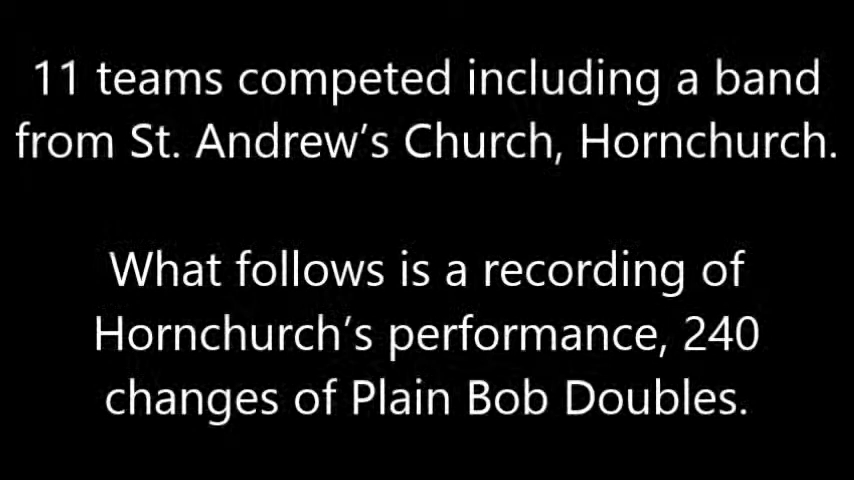 11 teams competed including a band
from St. Andrew’s Church, Hornchurch.
What follows is a recording of
Hornchurch’s performance, 240
changes of Plain Bob Doubles.